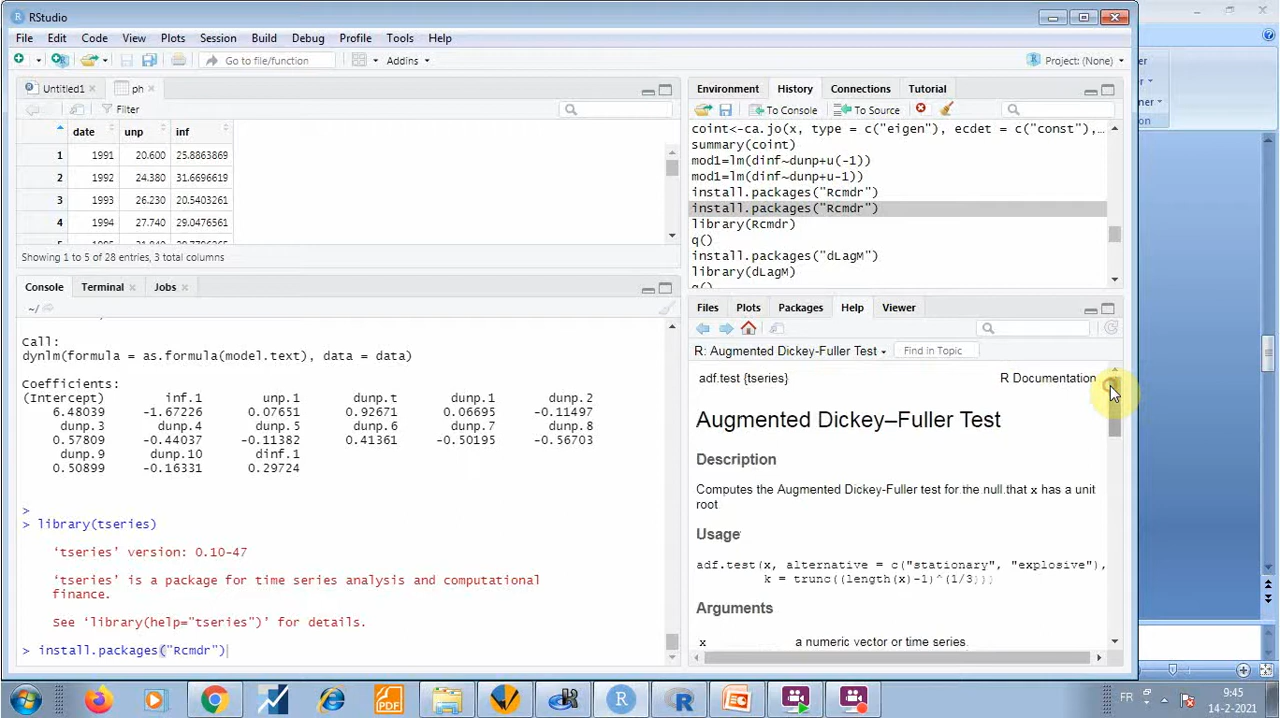 RStudio
File Edit Code View Plots Session Build Debug Profile Tools Help
Go to file/function Addins Project: (None)
Untitled1 ph
Filter
date unp inf
1 1991 20.600 25.8863869
2 1992 24.380 31.6696619
3 1993 26.230 20.5403261
4 1994 27.740 29.0476561
Showing 1 to 5 of 28 entries, 3 total columns
Console Terminal Jobs
~/
Call:
dynlm(formula = as.formula(model.text), data = data)
Coefficients:
(Intercept) inf.1 unp.1 dunp.t dunp.1 dunp.2
6.48039 -1.67226 0.07651 0.92671 0.06695 -0.11497
dunp.3 dunp.4 dunp.5 dunp.6 dunp.7 dunp.8
0.57809 -0.44037 -0.11382 0.41361 -0.50195 -0.56703
dunp.9 dunp.10 dinf.1
0.50899 -0.16331 0.29724
>
> library(tseries)
‘tseries’ version: 0.10-47
‘tseries’ is a package for time series analysis and computational
finance.
See ‘library(help="tseries")’ for details.
> install.packages("Rcmdr")
Environment History Connections Tutorial
To Console To Source
coint<-ca.jo(x, type = c("eigen"), ecdet = c("const"),…
summary(coint)
mod1=lm(dinf~dunp+u(-1))
mod1=lm(dinf~dunp+u-1))
install.packages("Rcmdr")
install.packages("Rcmdr")
library(Rcmdr)
q()
install.packages("dLagM")
library(dLagM)
q()
Files Plots Packages Help Viewer
R: Augmented Dickey-Fuller Test Find in Topic
adf.test {tseries} R Documentation
Augmented Dickey–Fuller Test
Description
Computes the Augmented Dickey-Fuller test for the null that x has a unit
root
Usage
adf.test(x, alternative = c("stationary", "explosive"),
k = trunc((length(x)-1)^(1/3)))
Arguments
x a numeric vector or time series.
FR
9:45
14-2-2021